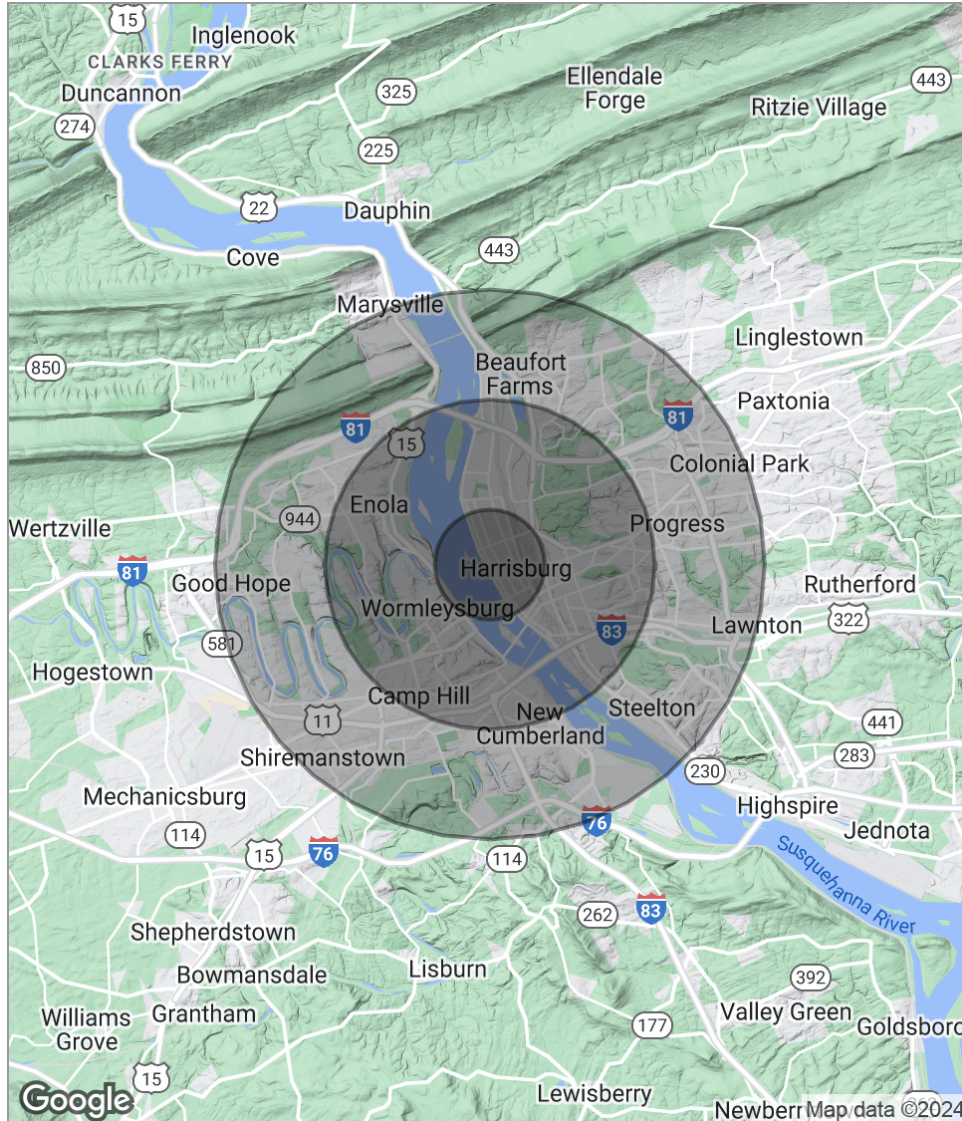 15
Inglenook
CLARKS FERRY
Duncannon
Ellendale
Forge
325
443
Ritzie Village
274
225
22
Dauphin
443
Cove
Marysville
Linglestown
850
Beaufort
Farms
Paxtonia
81
81
15
Colonial Park
Enola
944
Progress
Wertzville
81
Good Hope
Harrisburg
Rutherford
Wormleysburg
322
83
Lawnton
581
Hogestown
Camp Hill
11
New
Cumberland
Steelton
441
Shiremanstown
283
230
Mechanicsburg
Highspire
76
114
Jednota
15
76
114
Susquehanna River
262
83
Shepherdstown
Lisburn
Bowmansdale
392
Williams
Grove
Grantham
177
Valley Green
Goldsboro
15
Google
Lewisberry
Map data ©2024